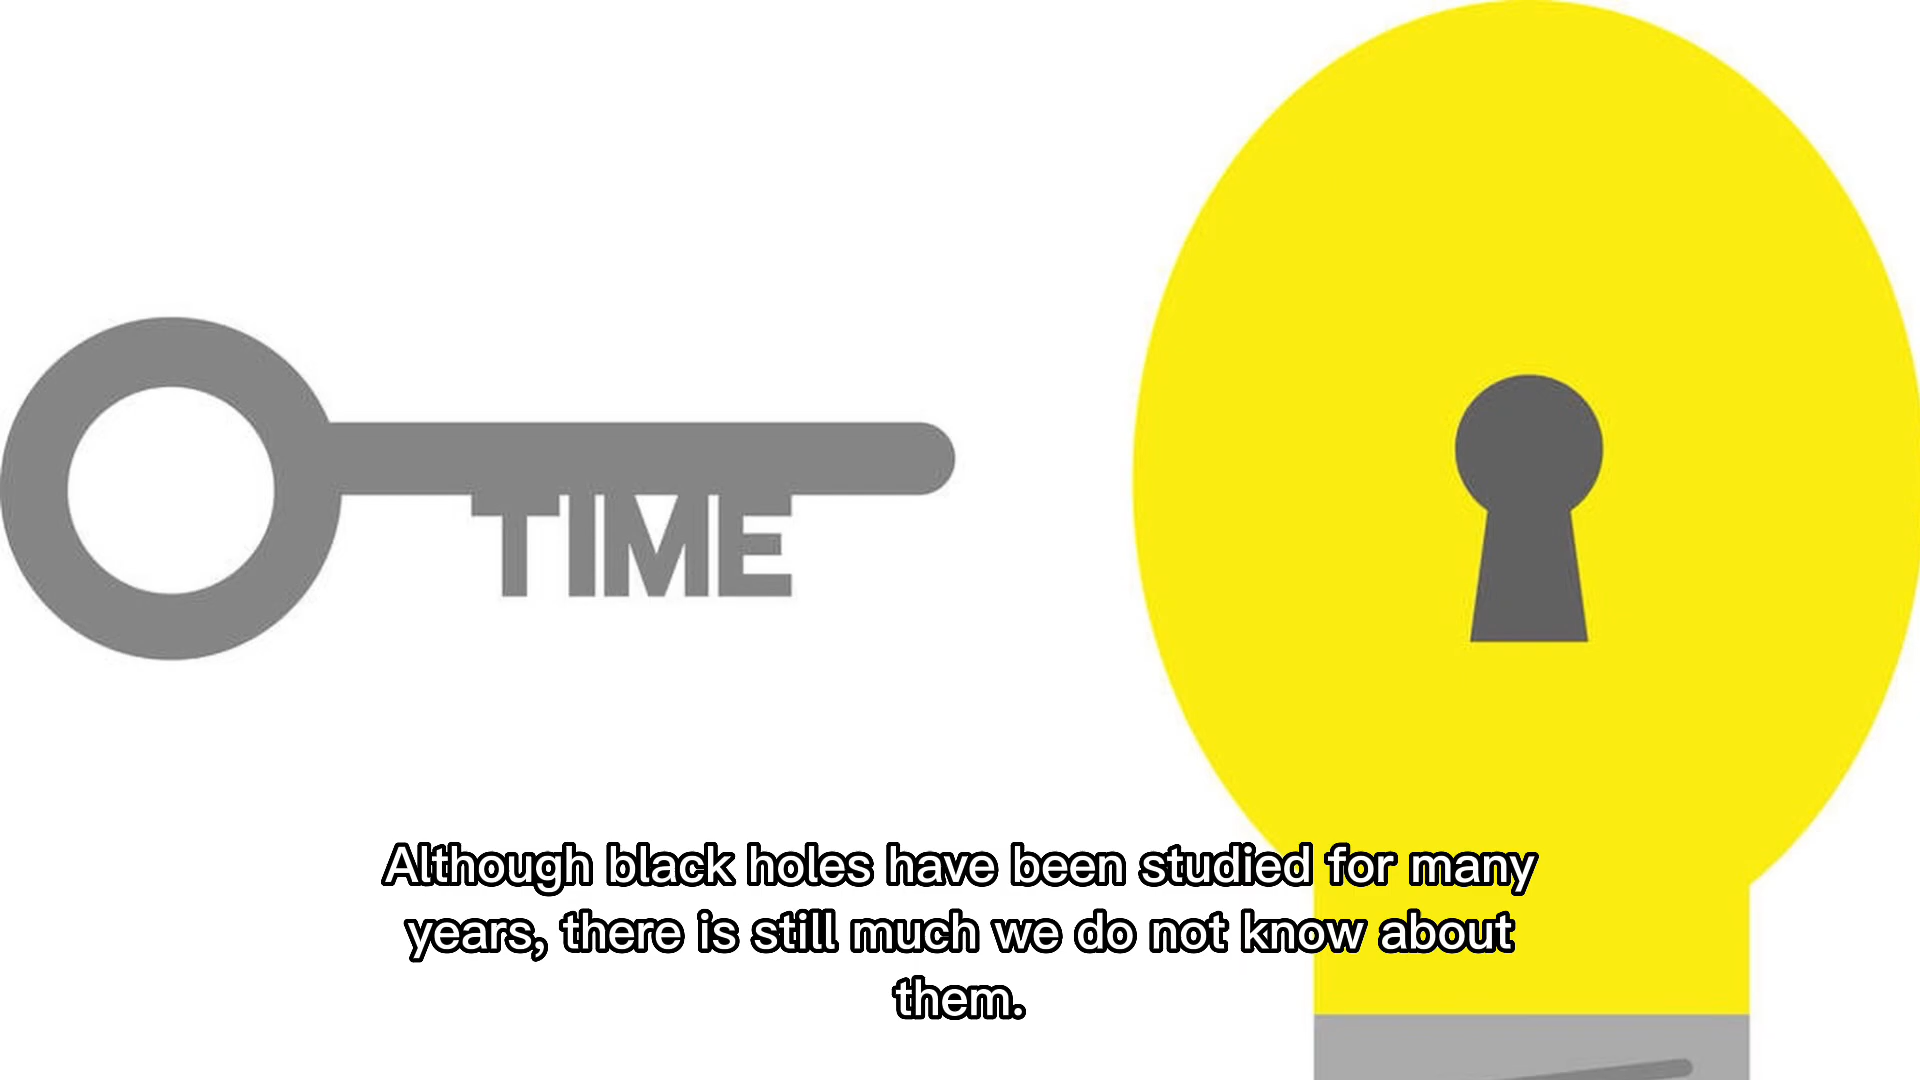 TIME
Although black holes have been studied for many
years, there is still much we do not know about
them.